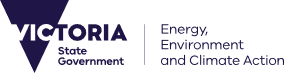 VICTORIA
State
Government
Energy,
Environment
and Climate Action